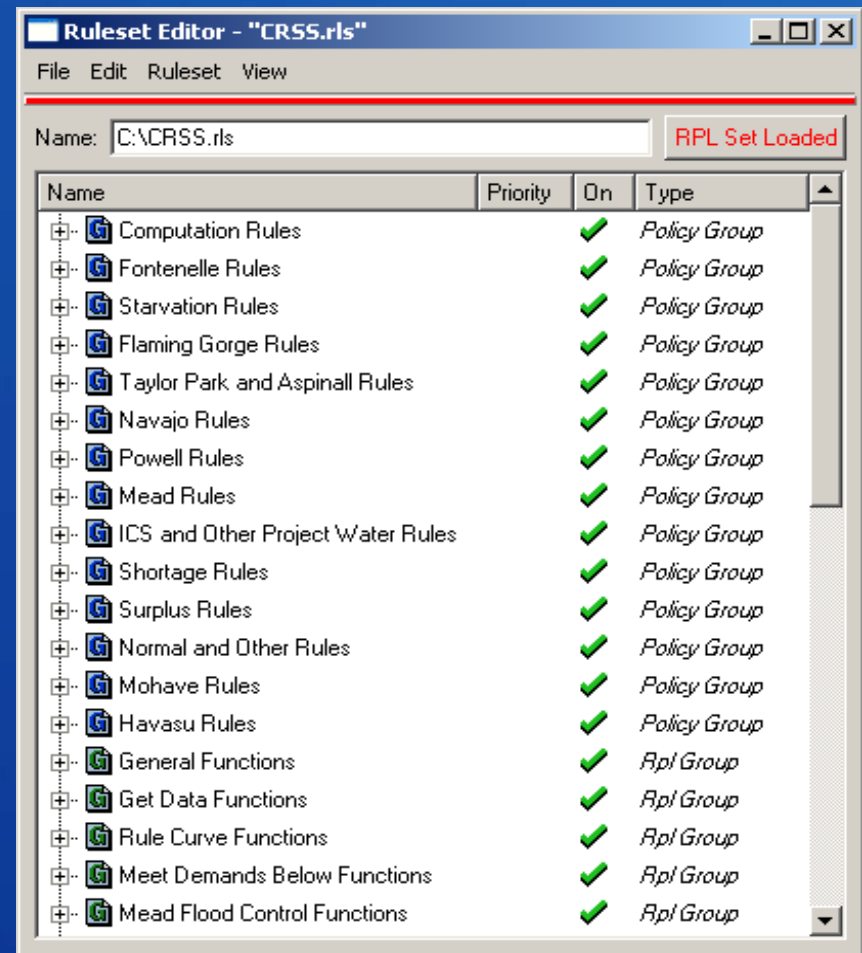 Ruleset Editor - "CRSS.rls"
File Edit Ruleset View
Name: C:\CRSS.rls RPL Set Loaded
Name Priority On Type
G Computation Rules Policy Group
G Fontenelle Rules Policy Group
G Starvation Rules Policy Group
G Flaming Gorge Rules Policy Group
G Taylor Park and Aspinall Rules Policy Group
G Navajo Rules Policy Group
G Powell Rules Policy Group
G Mead Rules Policy Group
G ICS and Other Project Water Rules Policy Group
G Shortage Rules Policy Group
G Surplus Rules Policy Group
G Normal and Other Rules Policy Group
G Mohave Rules Policy Group
G Havasu Rules Policy Group
G General Functions Rpl Group
G Get Data Functions Rpl Group
G Rule Curve Functions Rpl Group
G Meet Demands Below Functions Rpl Group
G Mead Flood Control Functions Rpl Group